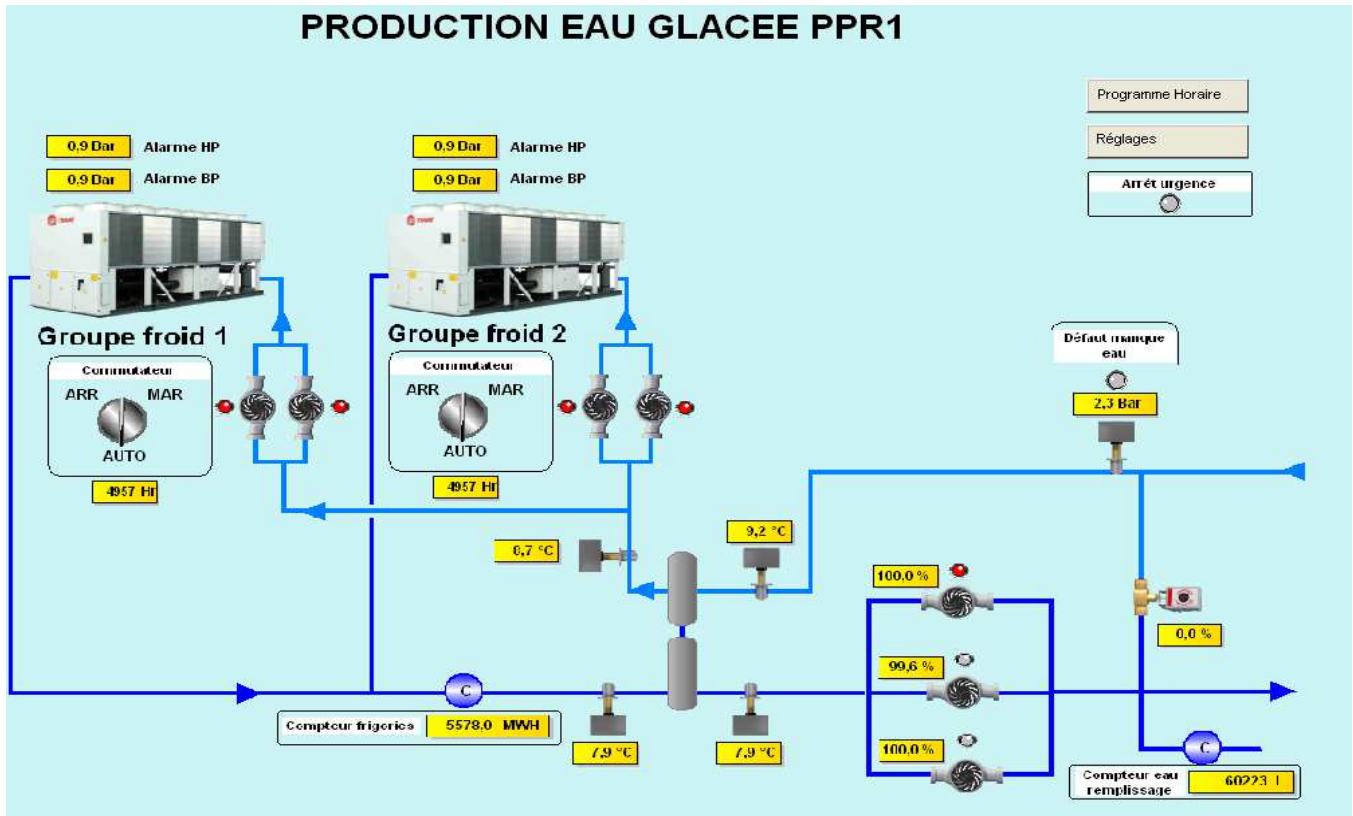 PRODUCTION EAU GLACEE PPR1
Programme Horaire
Réglages
Arrét urgence
0,9 Bar Alarme HP
0,9 Bar Alarme BP
0,9 Bar Alarme HP
0,9 Bar Alarme BP
Groupe froid 1
Commutateur
ARR MAR
AUTO
4957 Hr
Groupe froid 2
Commutateur
ARR MAR
AUTO
4957 Hr
Défaut manque
eau
2,3 Bar
8,7 °C
9,2 °C
100,0 %
99,6 %
100,0 %
0,0 %
C
Compteur frigories 5578,0 MWH
7,9 °C
7,9 °C
C
Compteur eau
remplissage
60223 l